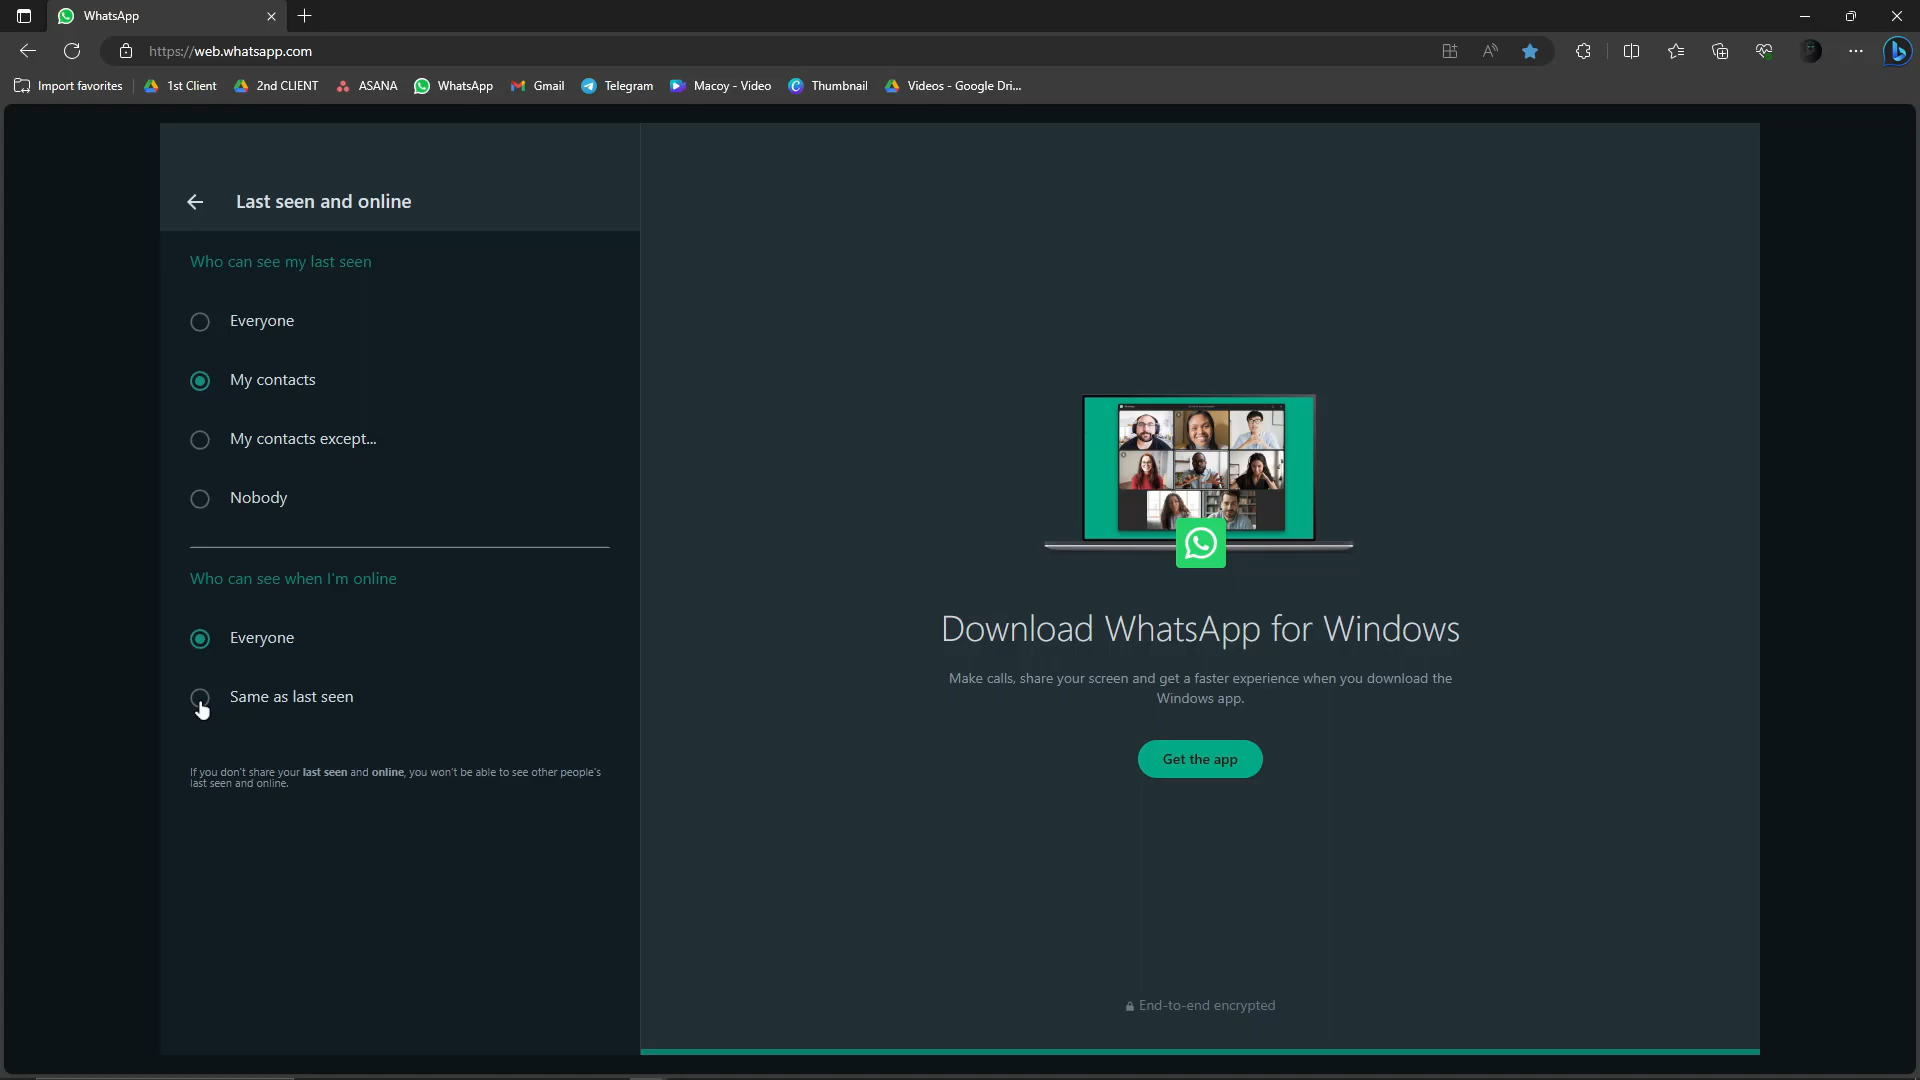 WhatsApp
https://web.whatsapp.com
Import favorites
1st Client
2nd CLIENT
ASANA
WhatsApp
Gmail
Telegram
Macoy - Video
Thumbnail
Videos - Google Dri...
Last seen and online
Who can see my last seen
Everyone
My contacts
My contacts except...
Nobody
Who can see when I'm online
Everyone
Same as last seen
If you don't share your last seen and online, you won't be able to see other people's
last seen and online.
Download WhatsApp for Windows
Make calls, share your screen and get a faster experience when you download the
Windows app.
Get the app
End-to-end encrypted